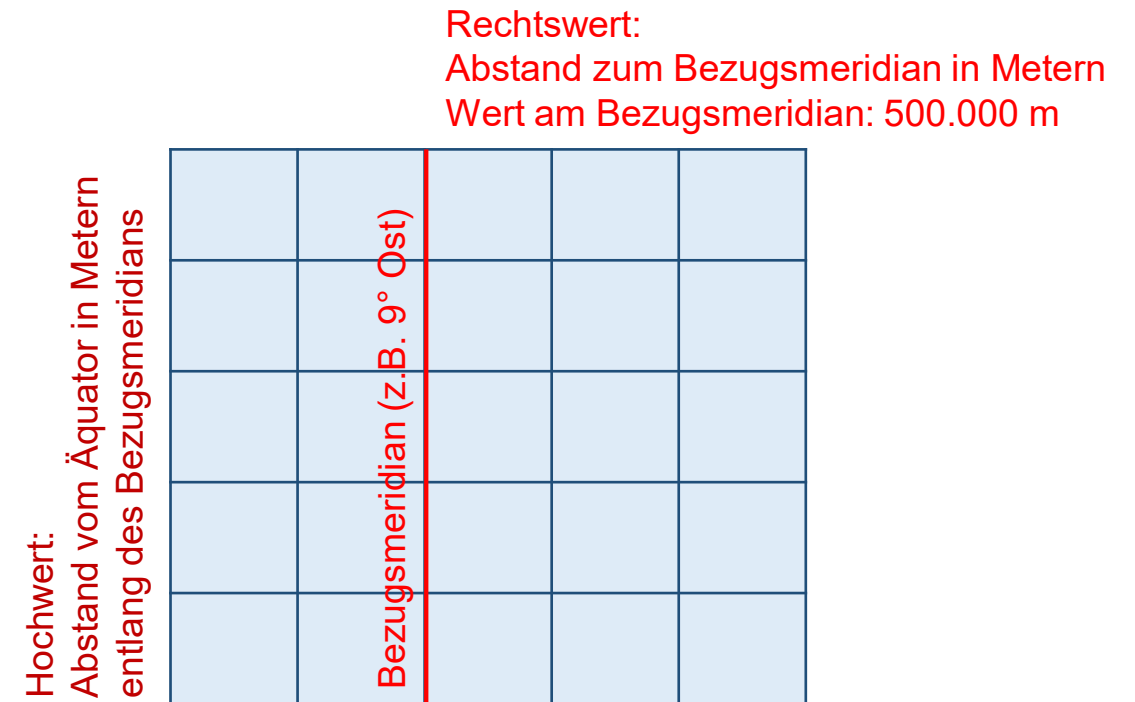 Rechtswert:
Abstand zum Bezugsmeridian in Metern
Wert am Bezugsmeridian: 500.000 m
Hochwert:
Abstand vom Äquator in Metern
entlang des Bezugsmeridians
Bezugsmeridian (z.B. 9° Ost)